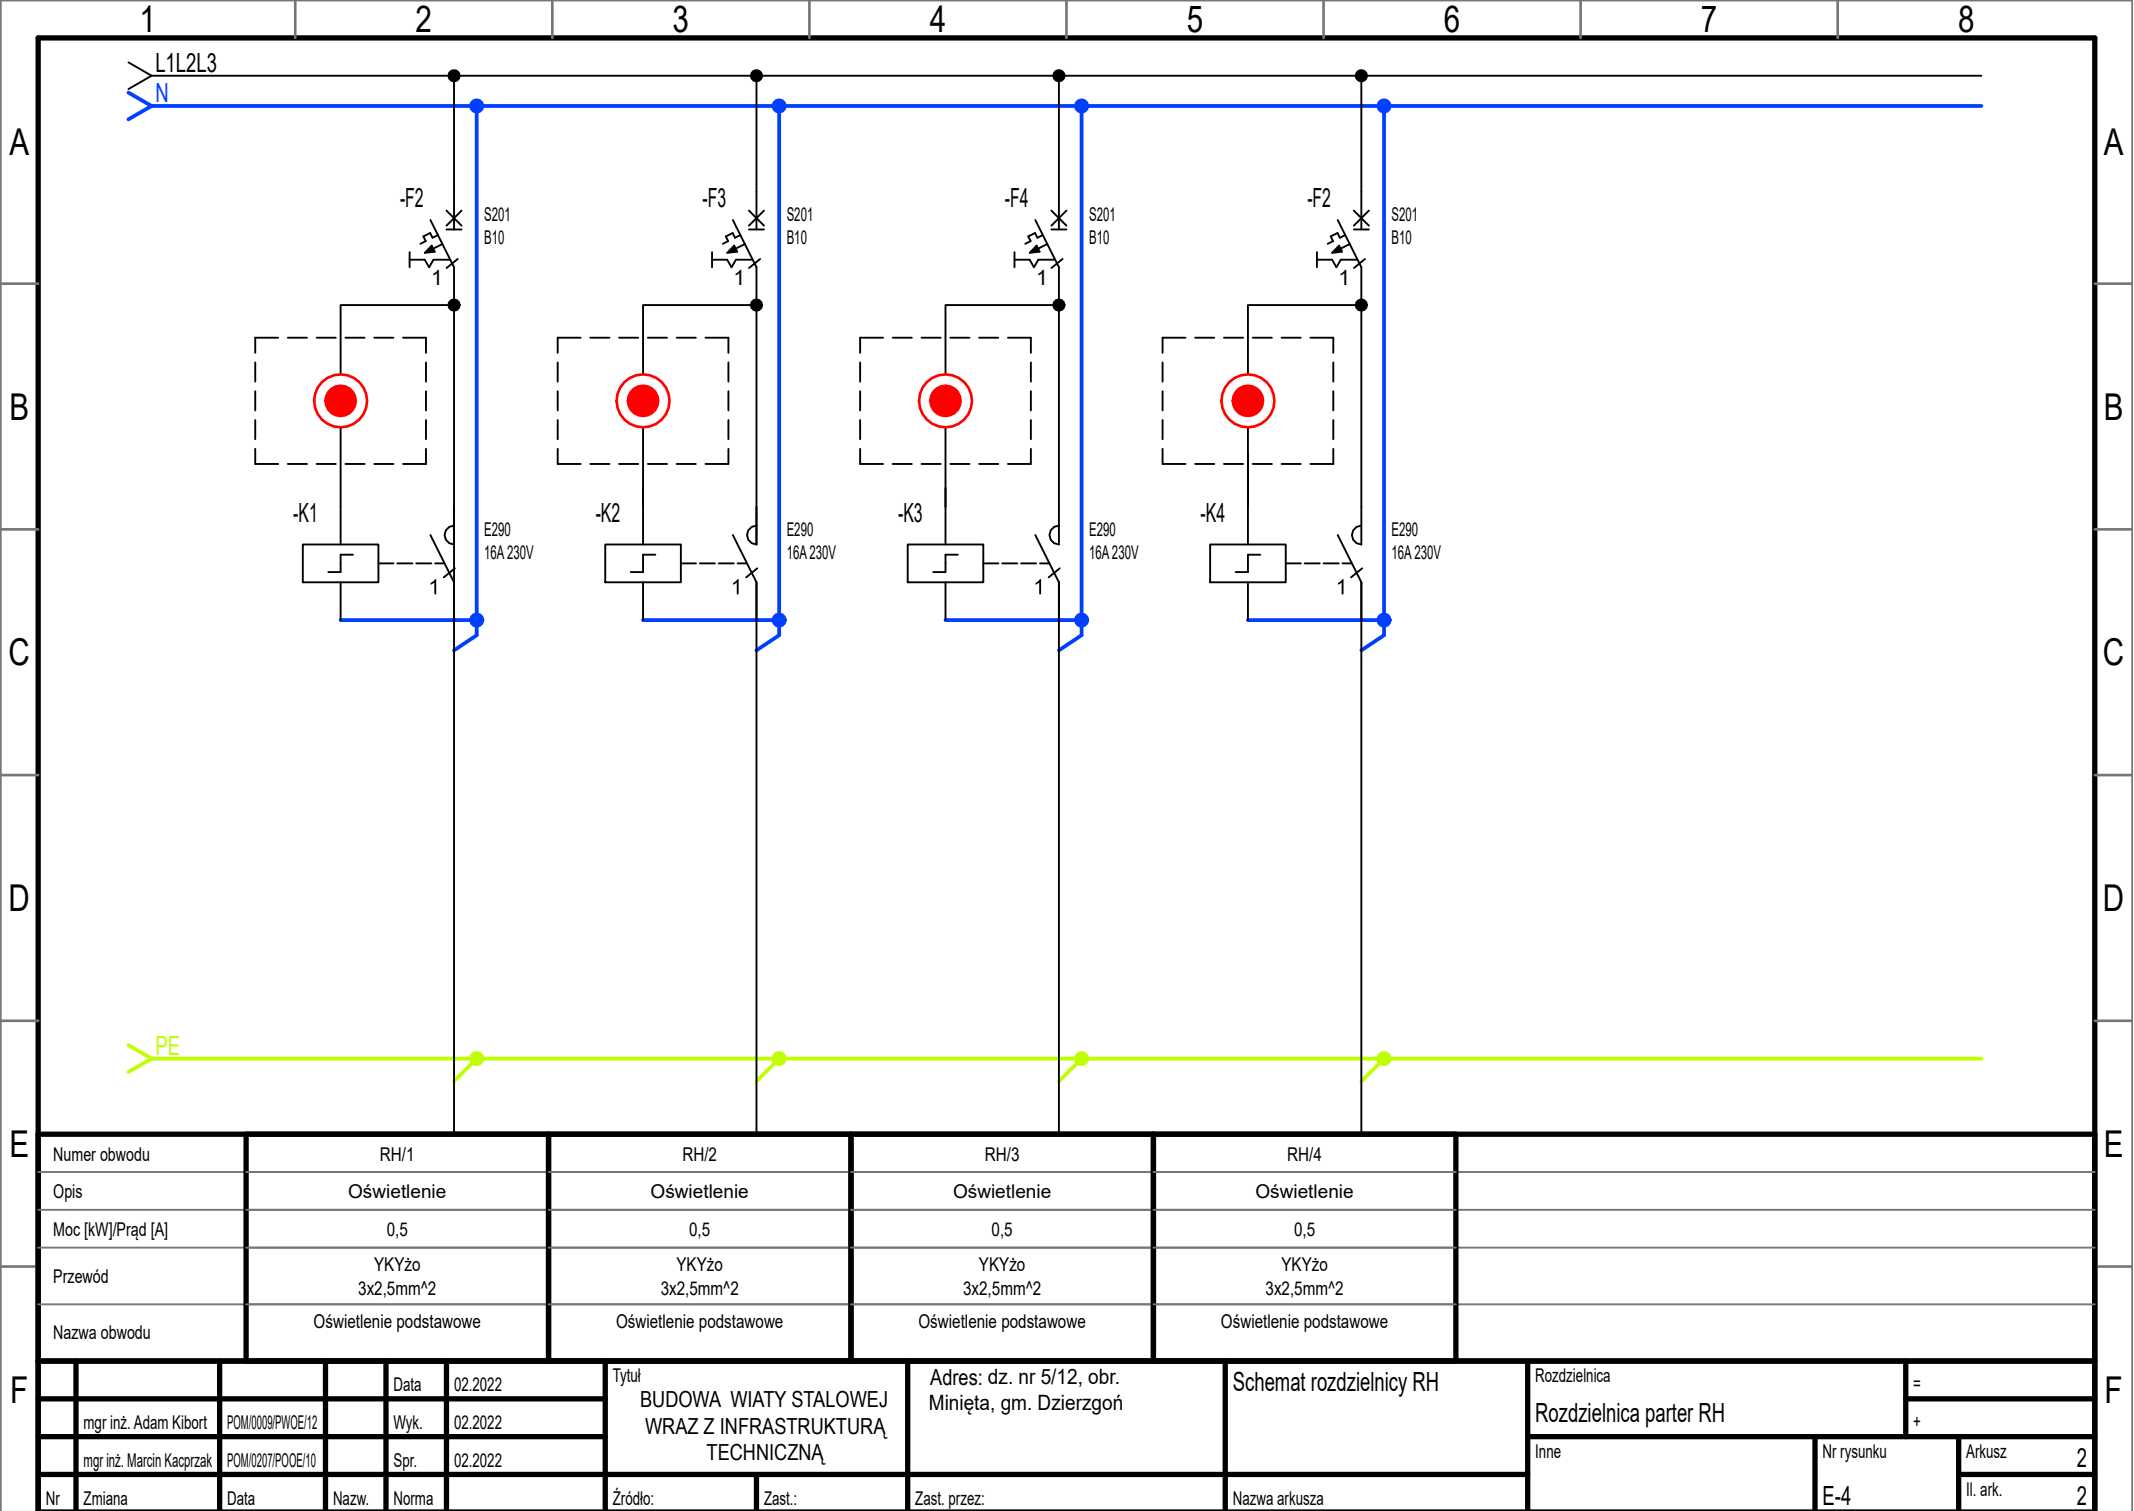 1 2 3 4 5 6 7 8
L1L2L3
N
A A
-F2 S201 -F3 S201 -F4 S201 -F2 S201
B10 B10 B10 B10
1 1 1 1
B B
-K1 E290 -K2 E290 -K3 E290 -K4 E290
16A 230V 16A 230V 16A 230V 16A 230V
1 1 1 1
C C
D D
PE
E E
Numer obwodu RH/1 RH/2 RH/3 RH/4
Opis Oświetlenie Oświetlenie Oświetlenie Oświetlenie
Moc [kW]/Prąd [A] 0,5 0,5 0,5 0,5
Przewód YKYżo YKYżo YKYżo YKYżo
3x2,5mm^2 3x2,5mm^2 3x2,5mm^2 3x2,5mm^2
Nazwa obwodu Oświetlenie podstawowe Oświetlenie podstawowe Oświetlenie podstawowe Oświetlenie podstawowe
F F
Data 02.2022
mgr inż. Adam Kibort POM/0009/PWOE/12 Wyk. 02.2022
mgr inż. Marcin Kacprzak POM/0207/POOE/10 Spr. 02.2022
Nr Zmiana Data Nazw. Norma
Tytuł
BUDOWA WIATY STALOWEJ
WRAZ Z INFRASTRUKTURĄ
TECHNICZNĄ
Źródło: Zast.: Zast. przez:
Adres: dz. nr 5/12, obr.
Minięta, gm. Dzierzgoń
Schemat rozdzielnicy RH
Nazwa arkusza
Rozdzielnica
Rozdzielnica parter RH
=
+
Inne
Nr rysunku
E-4
Arkusz 2
Il. ark. 2